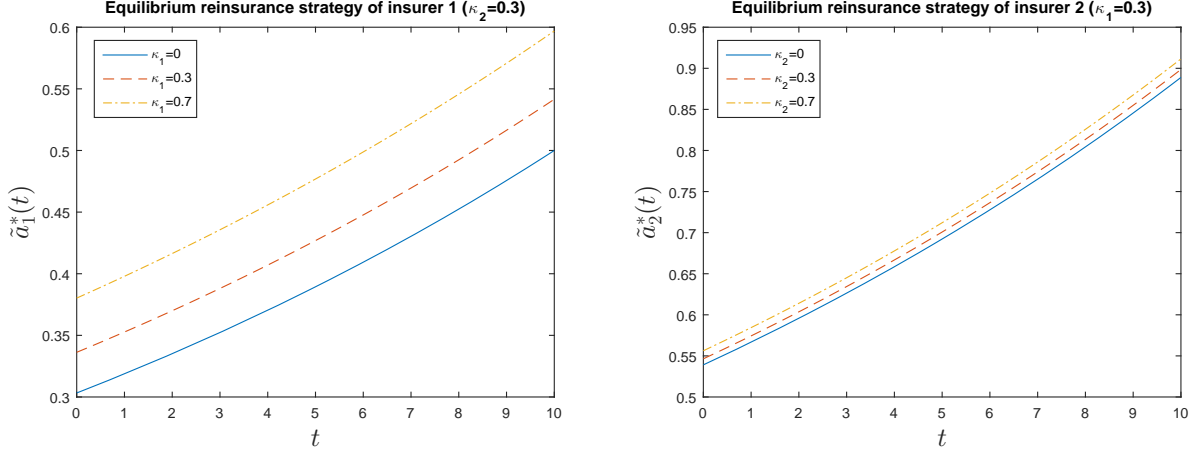 Equilibrium reinsurance strategy of insurer 1 (κ₂=0.3)
0.6
0.55
0.5
0.45
0.4
0.35
0.3
κ₁=0
κ₁=0.3
κ₁=0.7
ã₁*(t)
0 1 2 3 4 5 6 7 8 9 10
t
Equilibrium reinsurance strategy of insurer 2 (κ₁=0.3)
0.95
0.9
0.85
0.8
0.75
0.7
0.65
0.6
0.55
0.5
κ₂=0
κ₂=0.3
κ₂=0.7
ã₂*(t)
0 1 2 3 4 5 6 7 8 9 10
t